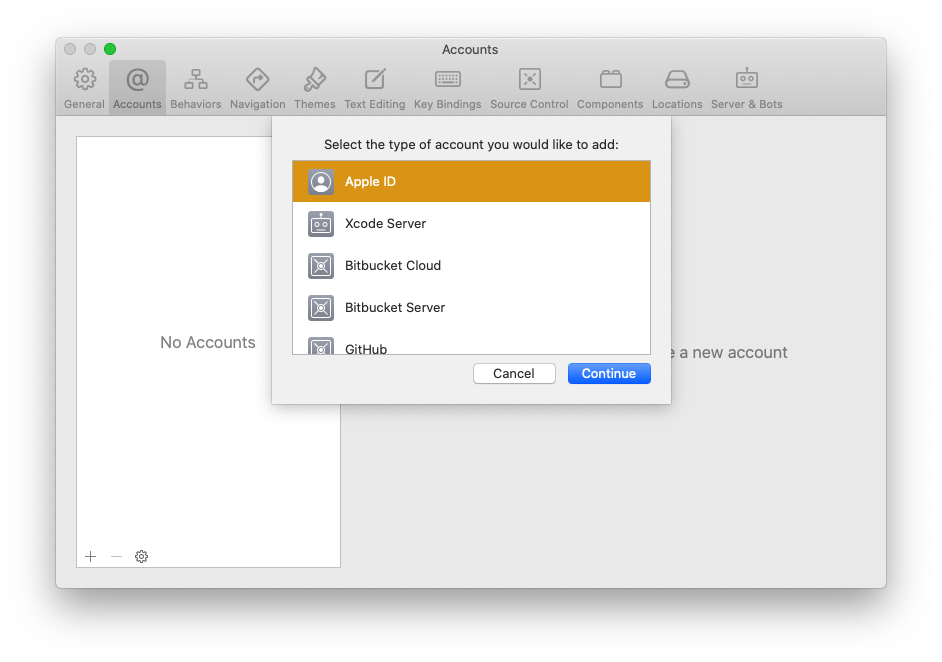 Accounts
General Accounts Behaviors Navigation Themes Text Editing Key Bindings Source Control Components Locations Server & Bots
Select the type of account you would like to add:
Apple ID
Xcode Server
Bitbucket Cloud
Bitbucket Server
GitHub
No Accounts
a new account
Cancel Continue